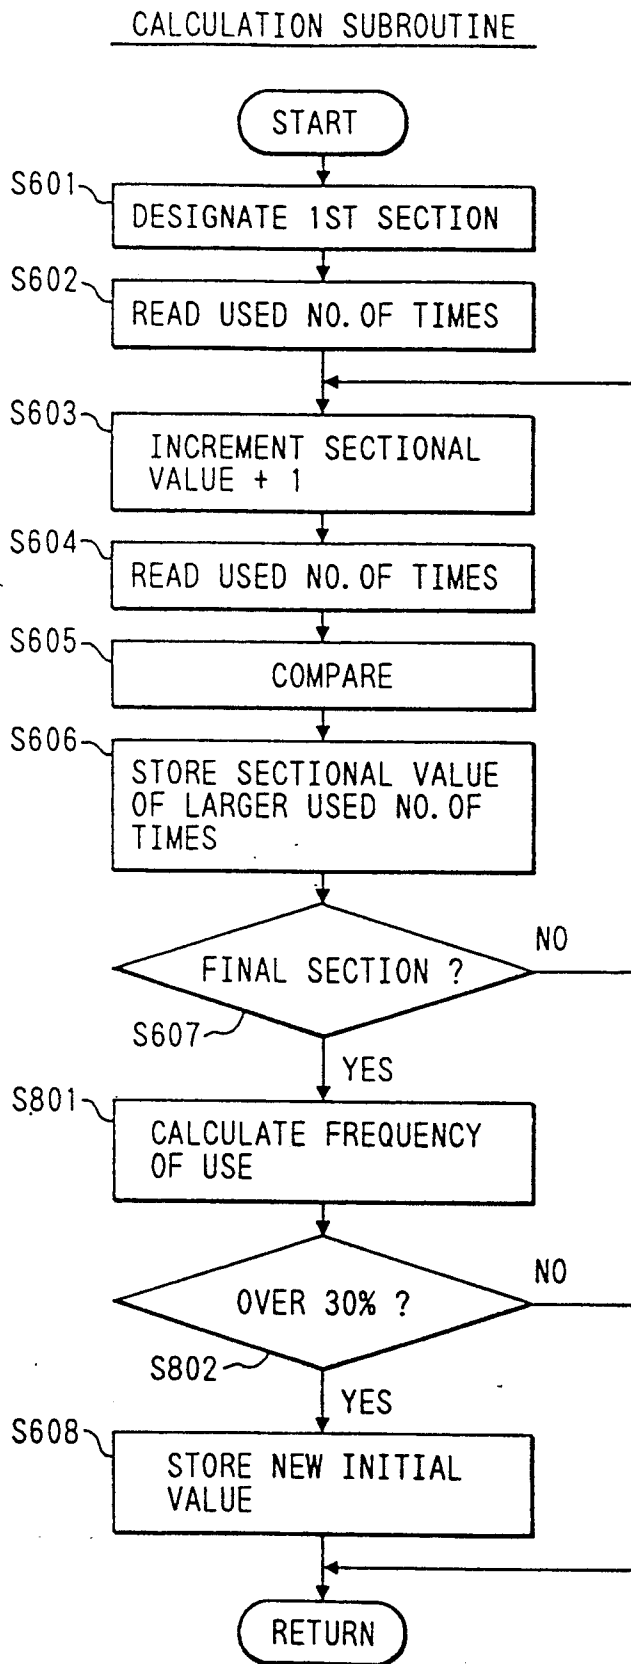 CALCULATION SUBROUTINE
START
S601
DESIGNATE 1ST SECTION
S602
READ USED NO. OF TIMES
S603
INCREMENT SECTIONAL
VALUE + 1
S604
READ USED NO. OF TIMES
S605
COMPARE
S606
STORE SECTIONAL VALUE
OF LARGER USED NO. OF
TIMES
FINAL SECTION ?
NO
S607
YES
S801
CALCULATE FREQUENCY
OF USE
OVER 30% ?
NO
S802
YES
S608
STORE NEW INITIAL
VALUE
RETURN